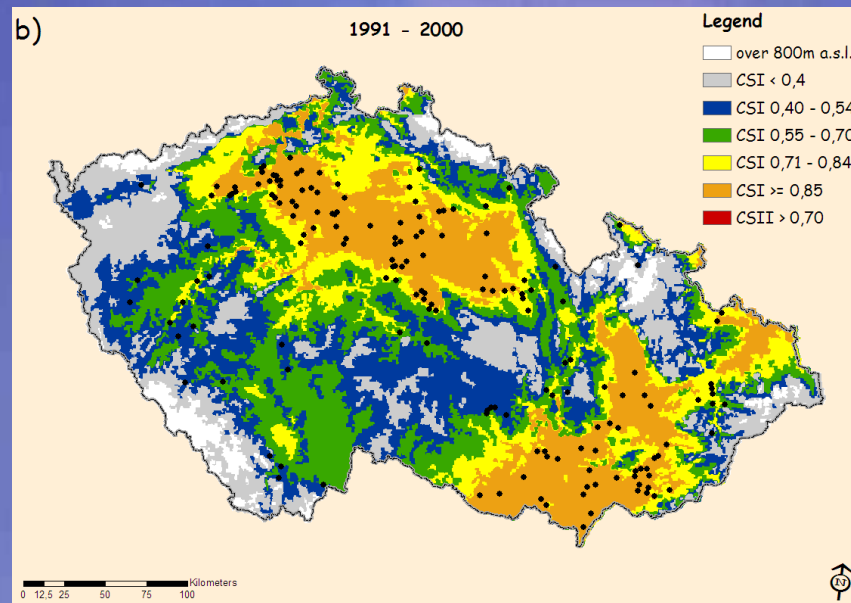 b)
1991 - 2000
Legend
over 800m a.s.l.
CSI < 0,4
CSI 0,40 - 0,54
CSI 0,55 - 0,70
CSI 0,71 - 0,84
CSI >= 0,85
CSII > 0,70
Kilometers
0 12,5 25 50 75 100
N